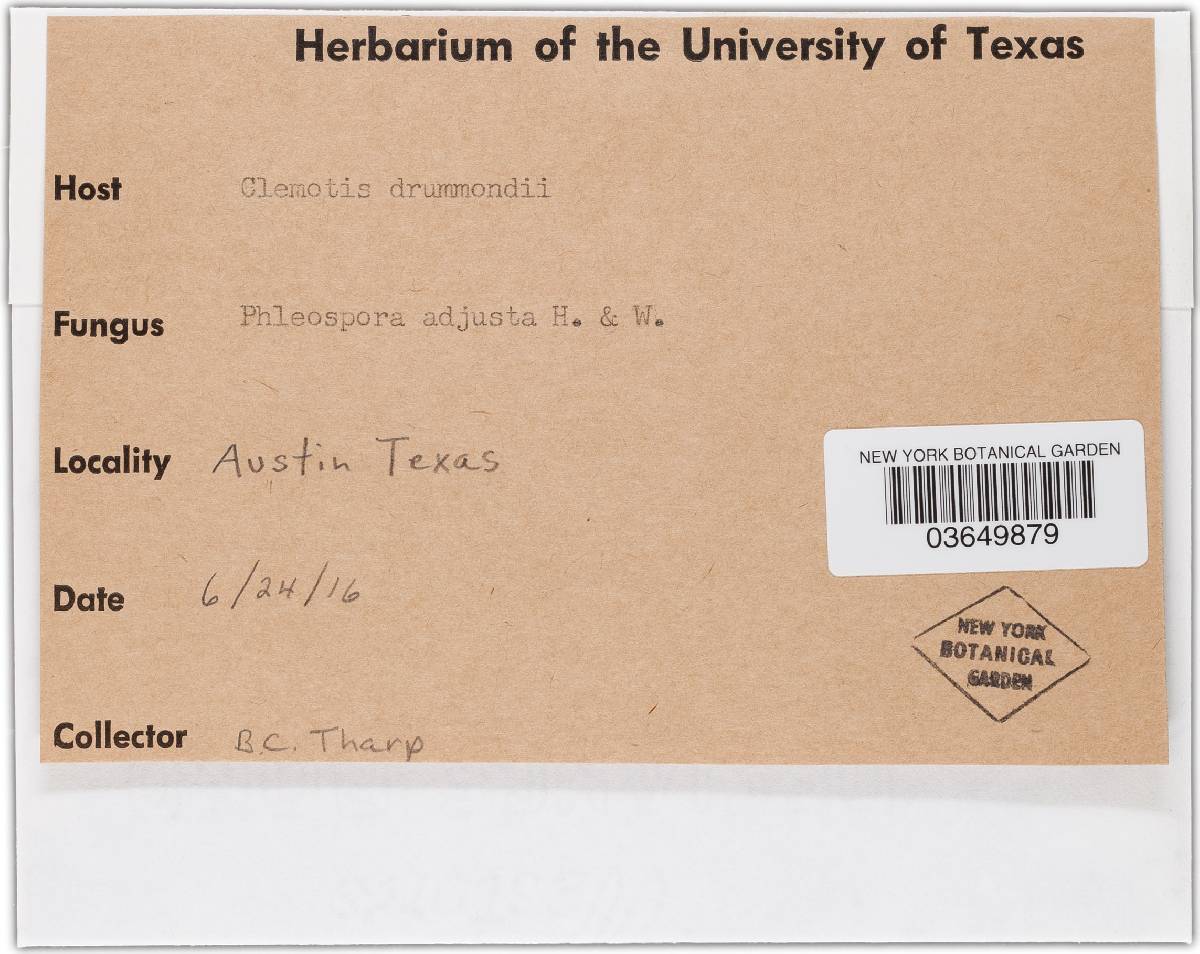 Herbarium of the University of Texas
Host Clemotis drummondii
Fungus Phleospora adjusta H. & W.
Locality Austin Texas
NEW YORK BOTANICAL GARDEN
03649879
Date 6/24/16
NEW YORK
BOTANICAL
GARDEN
Collector B.C. Tharp